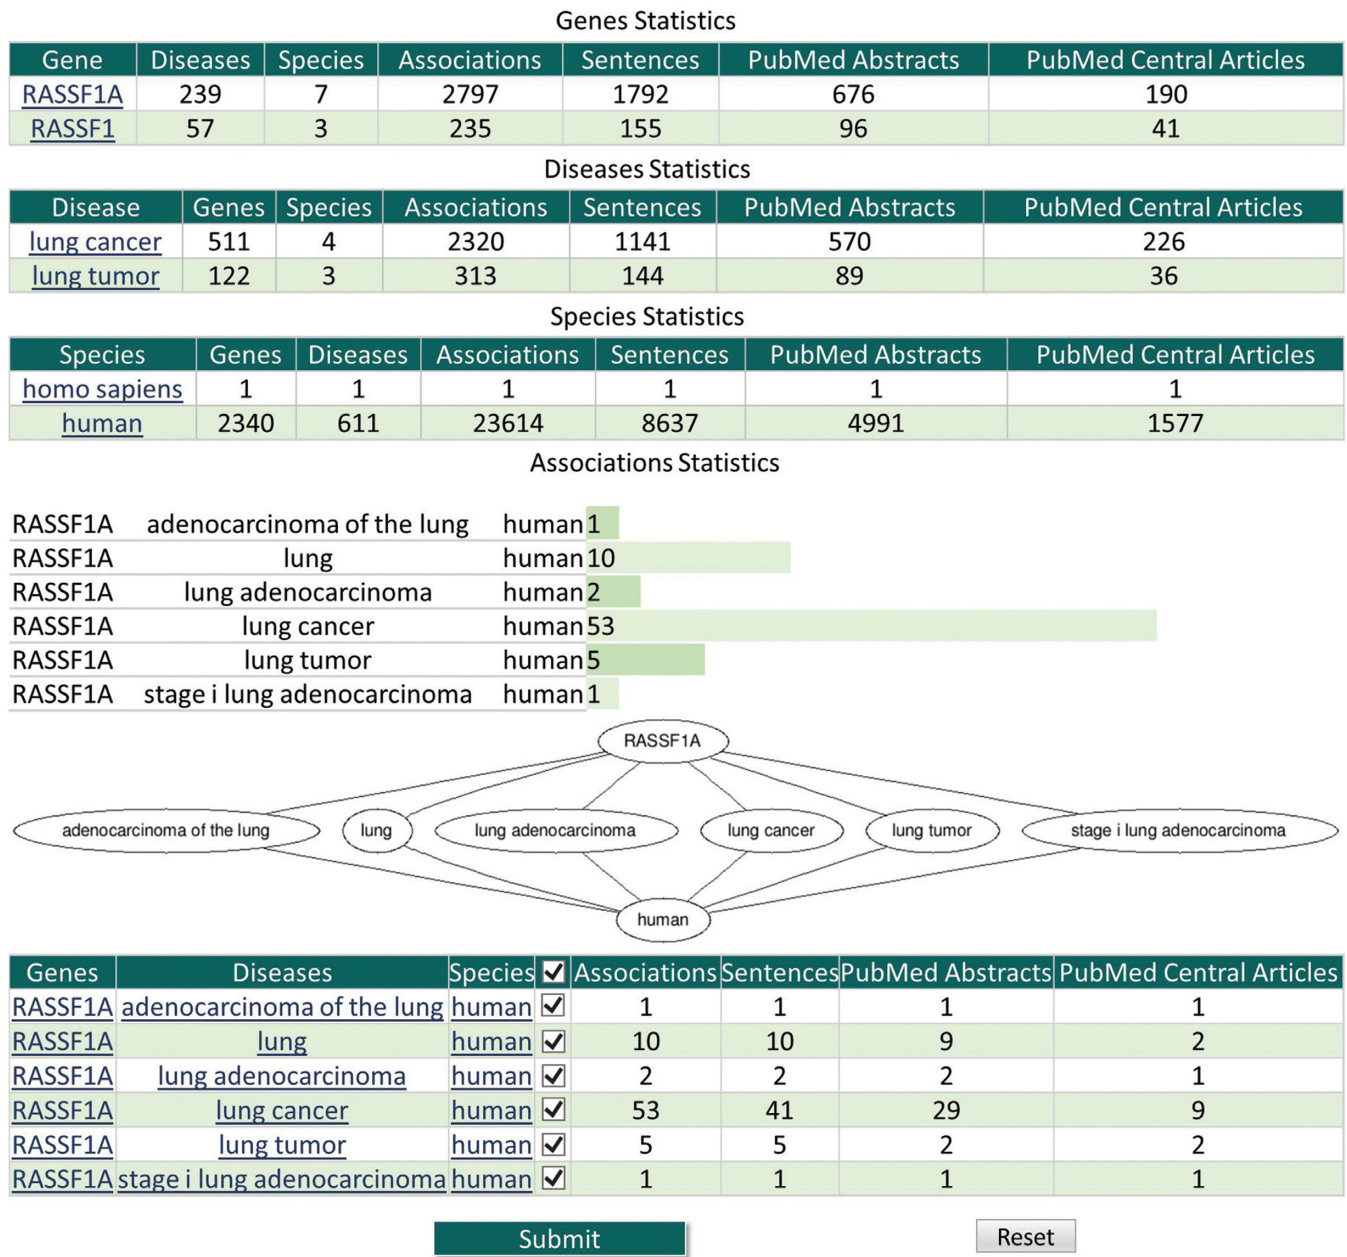 Genes Statistics
Gene Diseases Species Associations Sentences PubMed Abstracts PubMed Central Articles
RASSF1A 239 7 2797 1792 676 190
RASSF1 57 3 235 155 96 41
Diseases Statistics
Disease Genes Species Associations Sentences PubMed Abstracts PubMed Central Articles
lung cancer 511 4 2320 1141 570 226
lung tumor 122 3 313 144 89 36
Species Statistics
Species Genes Diseases Associations Sentences PubMed Abstracts PubMed Central Articles
homo sapiens 1 1 1 1 1 1
human 2340 611 23614 8637 4991 1577
Associations Statistics
RASSF1A adenocarcinoma of the lung human 1
RASSF1A lung human 10
RASSF1A lung adenocarcinoma human 2
RASSF1A lung cancer human 53
RASSF1A lung tumor human 5
RASSF1A stage i lung adenocarcinoma human 1
RASSF1A
adenocarcinoma of the lung lung lung adenocarcinoma lung cancer lung tumor stage i lung adenocarcinoma
human
Genes Diseases Species Associations Sentences PubMed Abstracts PubMed Central Articles
RASSF1A adenocarcinoma of the lung human 1 1 1 1
RASSF1A lung human 10 10 9 2
RASSF1A lung adenocarcinoma human 2 2 2 1
RASSF1A lung cancer human 53 41 29 9
RASSF1A lung tumor human 5 5 2 2
RASSF1A stage i lung adenocarcinoma human 1 1 1 1
Submit Reset